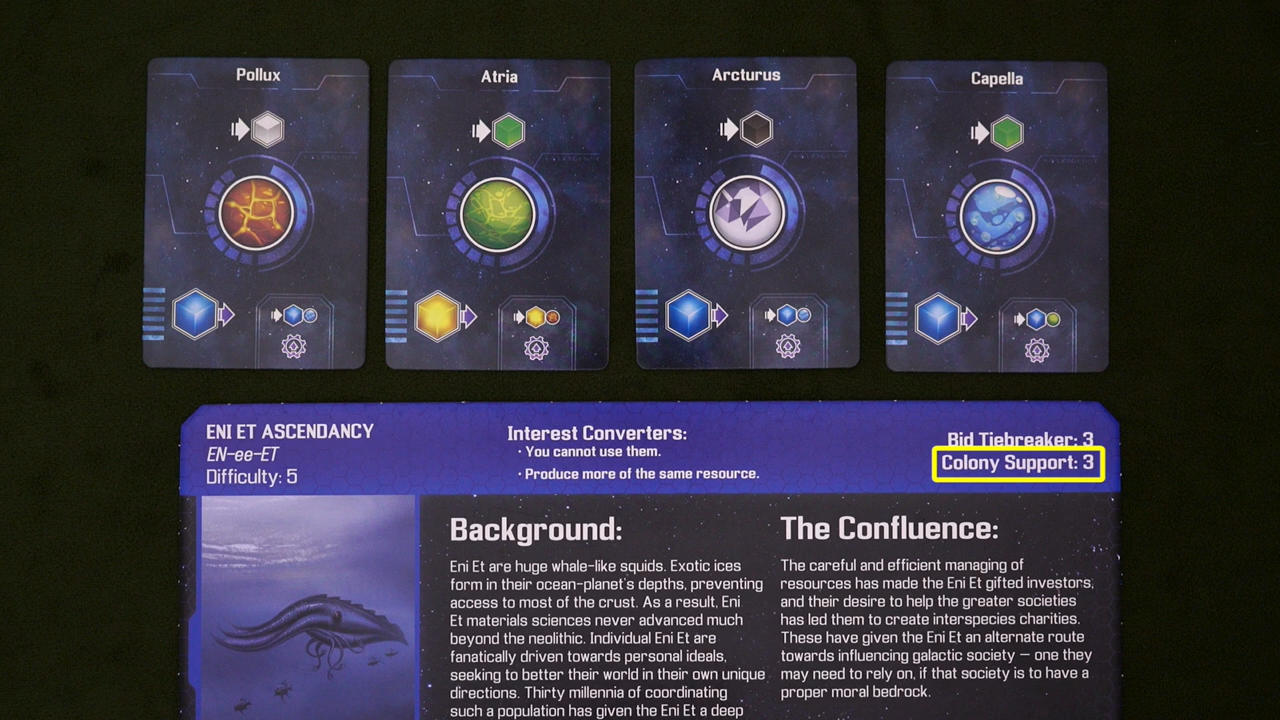 Pollux
Atria
Arcturus
Capella
ENI ET ASCENDANCY
EN-ee-ET
Difficulty: 5
Interest Converters:
· You cannot use them.
· Produce more of the same resource.
Bid Tiebreaker: 3
Colony Support: 3
Background:
Eni Et are huge whale-like squids. Exotic ices
form in their ocean-planet's depths, preventing
access to most of the crust. As a result, Eni
Et materials sciences never advanced much
beyond the neolithic. Individual Eni Et are
fanatically driven towards personal ideals,
seeking to better their world in their own unique
directions. Thirty millennia of coordinating
such a population has given the Eni Et a deep
The Confluence:
The careful and efficient managing of
resources has made the Eni Et gifted investors,
and their desire to help the greater societies
has led them to create interspecies charities.
These have given the Eni Et an alternate route
towards influencing galactic society – one they
may need to rely on, if that society is to have a
proper moral bedrock.